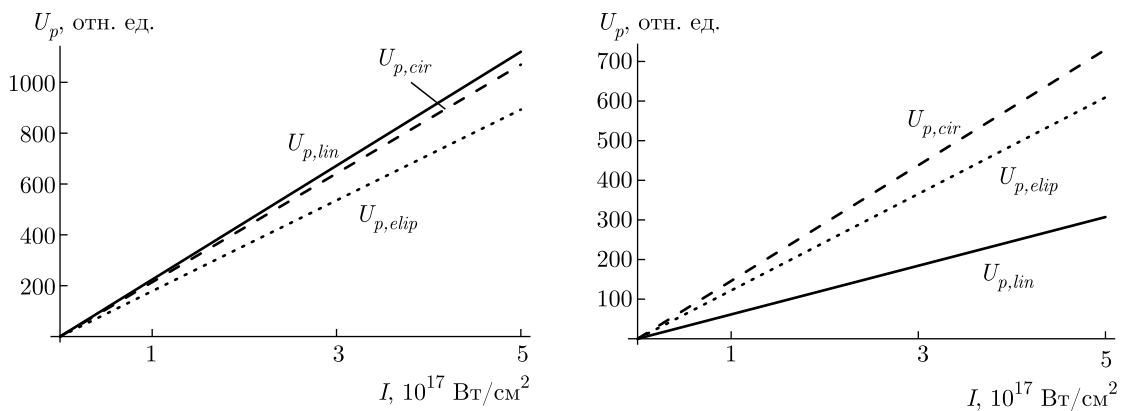 U_p, отн. ед.
1000
800
600
400
200
U_{p,cir}
U_{p,lin}
U_{p,elip}
1 3 5
I, 10^{17} Вт/см^2
U_p, отн. ед.
700
600
500
400
300
200
100
U_{p,cir}
U_{p,elip}
U_{p,lin}
1 3 5
I, 10^{17} Вт/см^2